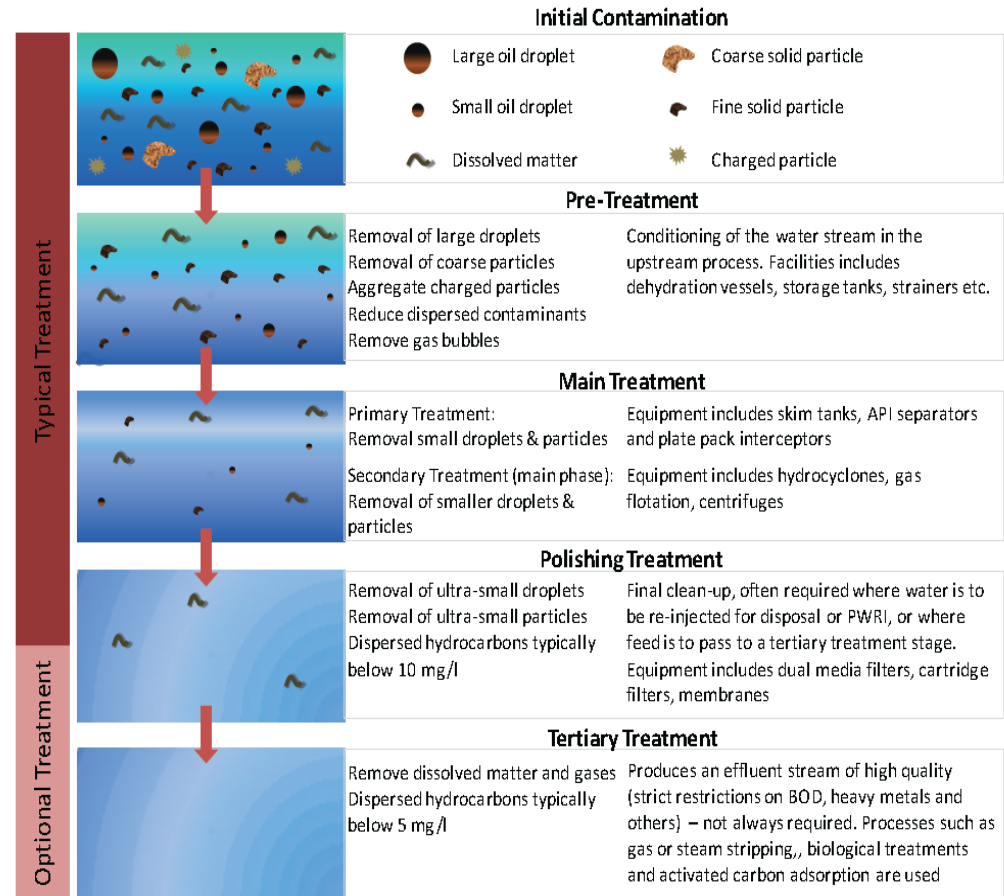 Initial Contamination
Large oil droplet
Coarse solid particle
Small oil droplet
Fine solid particle
Dissolved matter
Charged particle
Typical Treatment
Pre-Treatment
Removal of large droplets
Removal of coarse particles
Aggregate charged particles
Reduce dispersed contaminants
Remove gas bubbles
Conditioning of the water stream in the
upstream process. Facilities includes
dehydration vessels, storage tanks, strainers etc.
Main Treatment
Primary Treatment:
Removal small droplets & particles
Equipment includes skim tanks, API separators
and plate pack interceptors
Secondary Treatment (main phase):
Removal of smaller droplets &
particles
Equipment includes hydrocyclones, gas
flotation, centrifuges
Polishing Treatment
Removal of ultra-small droplets
Removal of ultra-small particles
Dispersed hydrocarbons typically
below 10 mg/l
Final clean-up, often required where water is to
be re-injected for disposal or PWRI, or where
feed is to pass to a tertiary treatment stage.
Equipment includes dual media filters, cartridge
filters, membranes
Optional Treatment
Tertiary Treatment
Remove dissolved matter and gases
Dispersed hydrocarbons typically
below 5 mg/l
Produces an effluent stream of high quality
(strict restrictions on BOD, heavy metals and
others) – not always required. Processes such as
gas or steam stripping,, biological treatments
and activated carbon adsorption are used